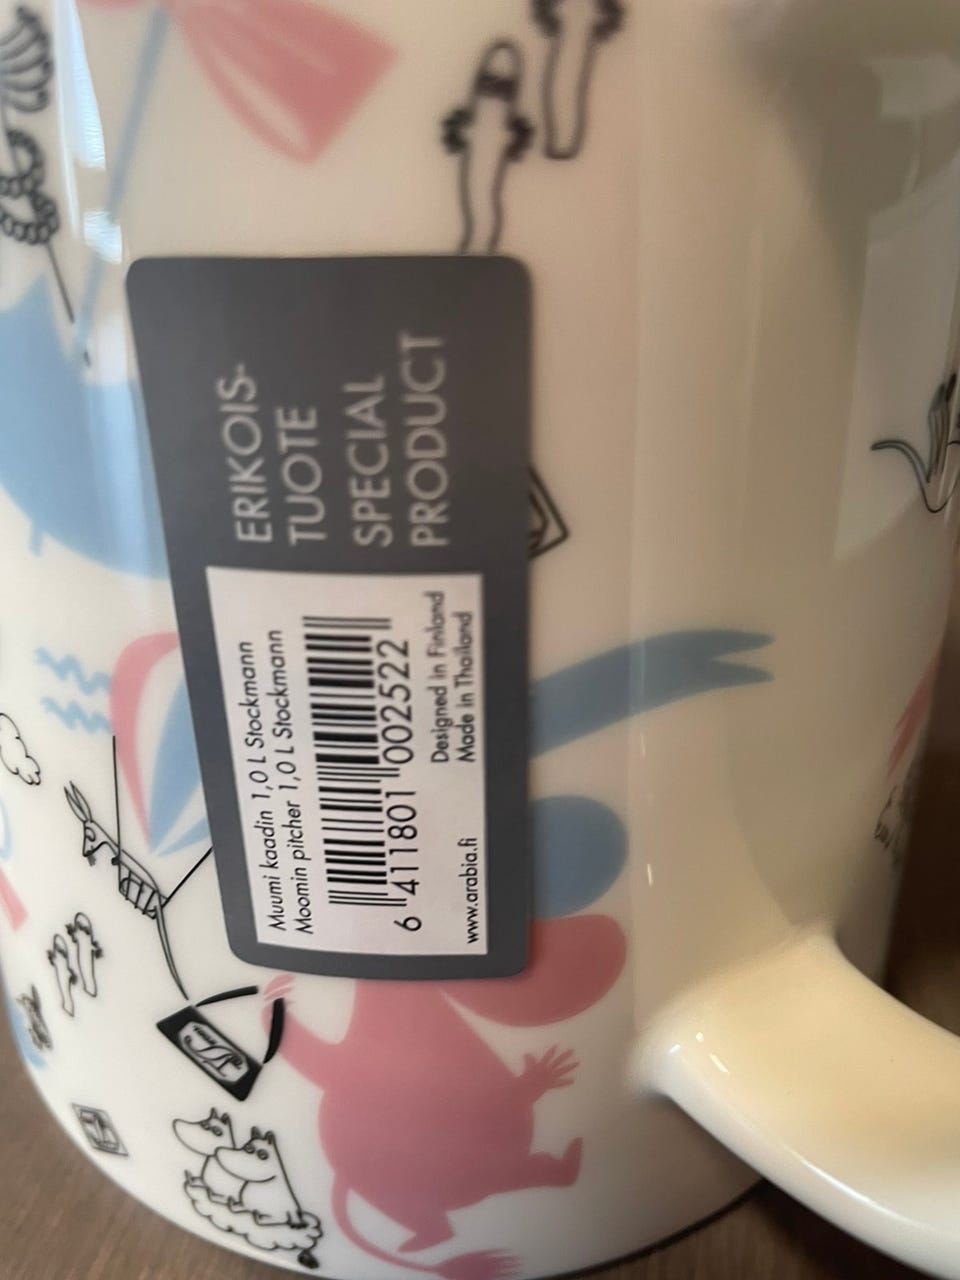 ERIKOIS-
TUOTE
SPECIAL
PRODUCT
Muumi kaadin 1,0 L Stockmann
Moomin pitcher 1,0 L Stockmann
6 411801 002522
Designed in Finland
Made in Thailand
www.arabia.fi